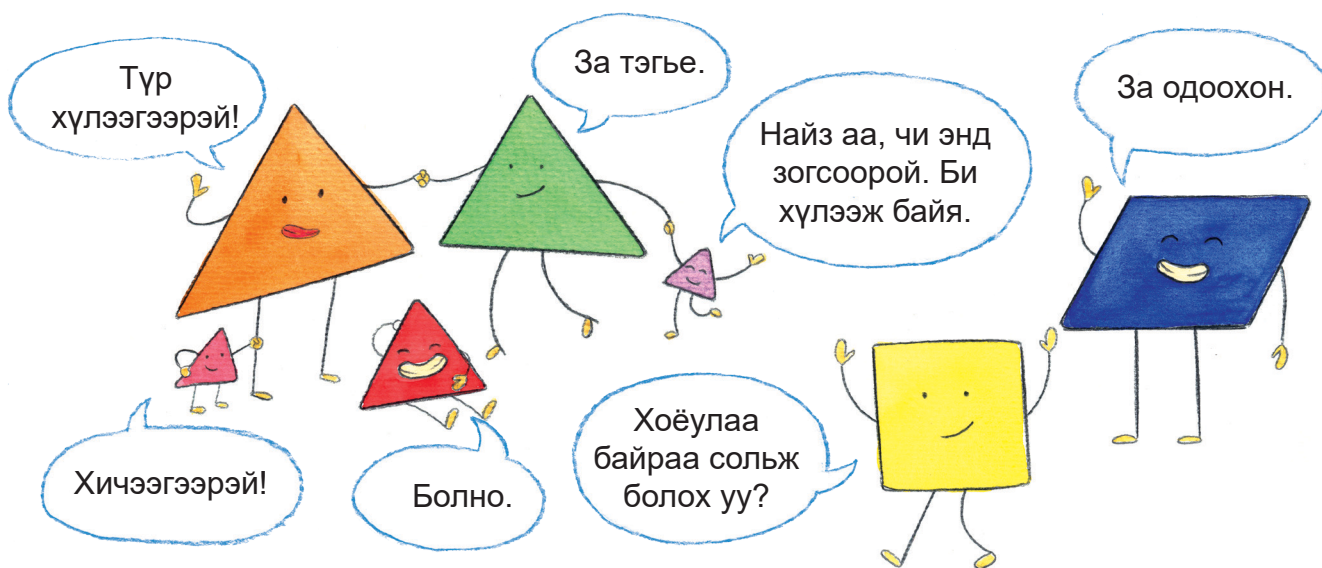 Түр
хүлээгээрэй!
За тэгье.
Найз аа, чи энд
зогсоорой. Би
хүлээж байя.
За одоохон.
Хичээгээрэй!
Болно.
Хоёулаа
байраа сольж
болох уу?